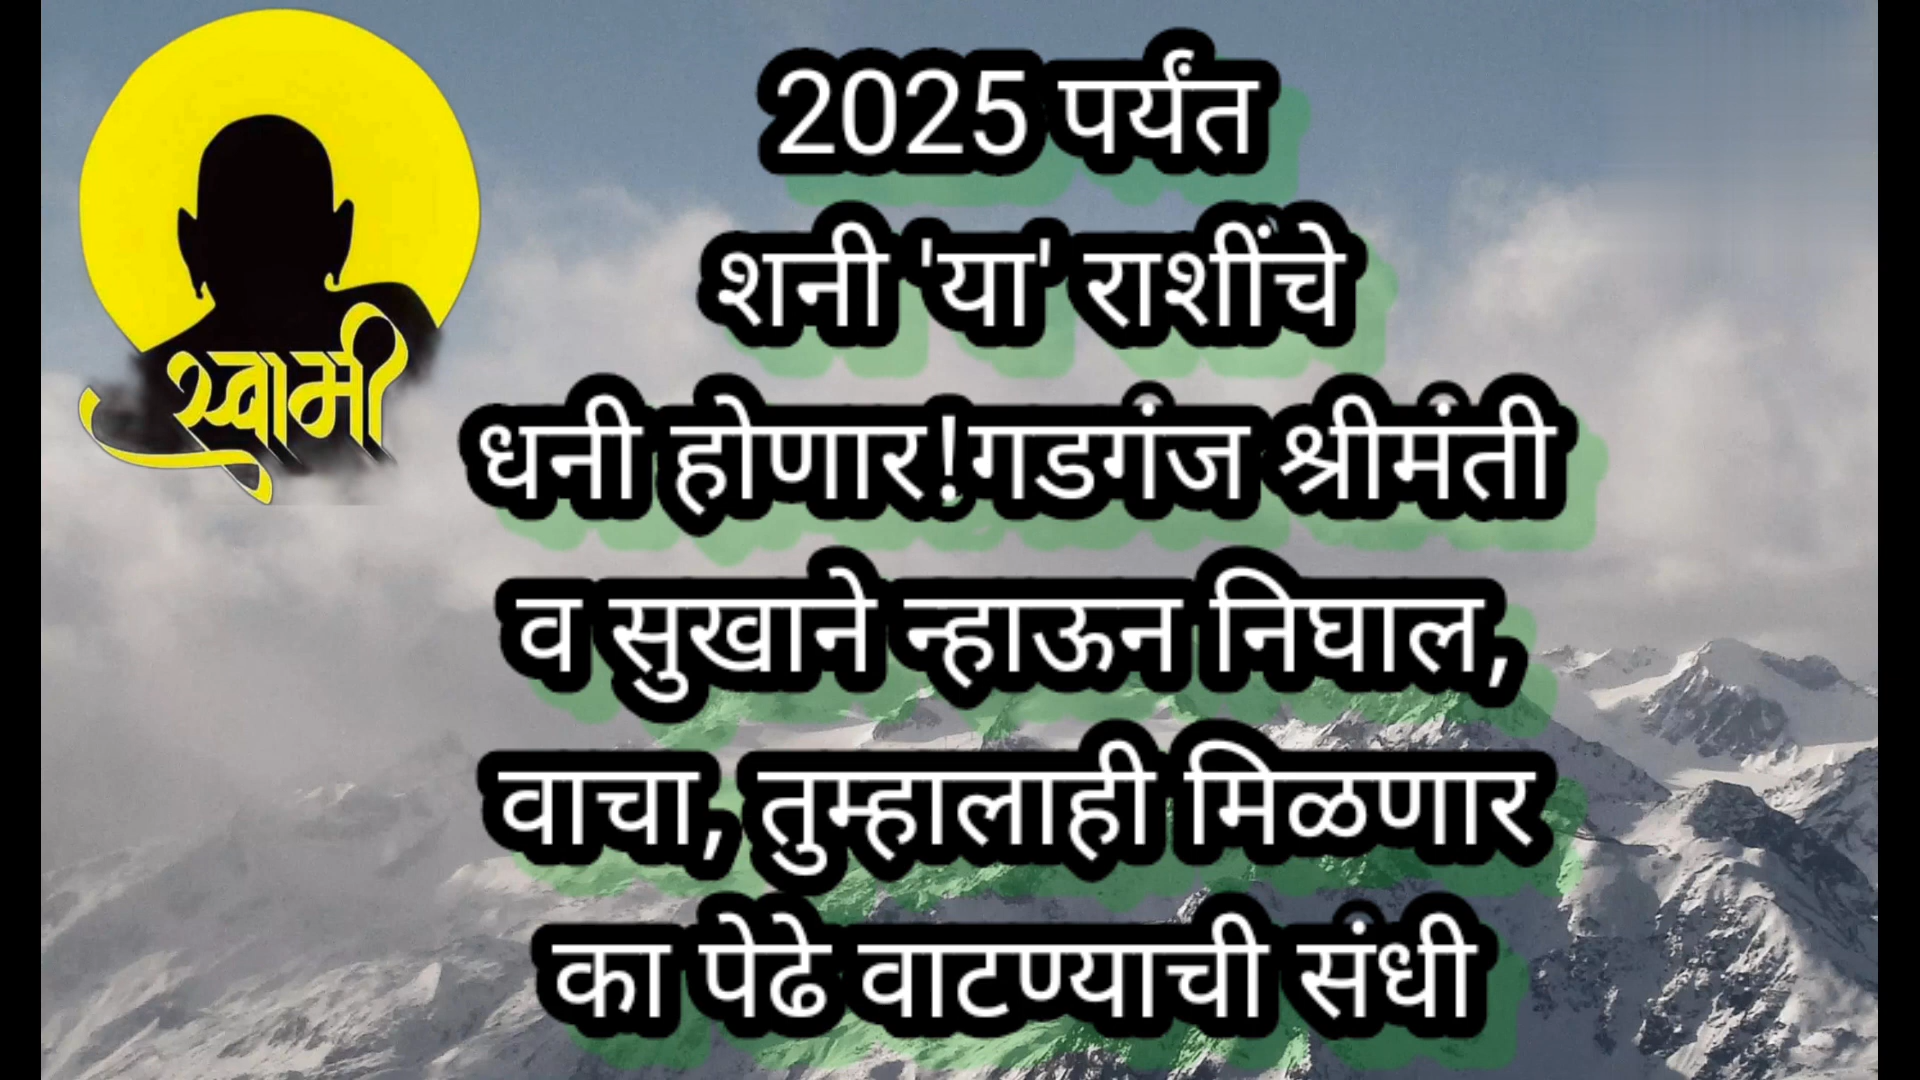 स्वामी
2025 पर्यंत
शनी 'या' राशींचे
धनी होणार!गडगंज श्रीमंती
व सुखाने न्हाऊन निघाल,
वाचा, तुम्हालाही मिळणार
का पेढे वाटण्याची संधी